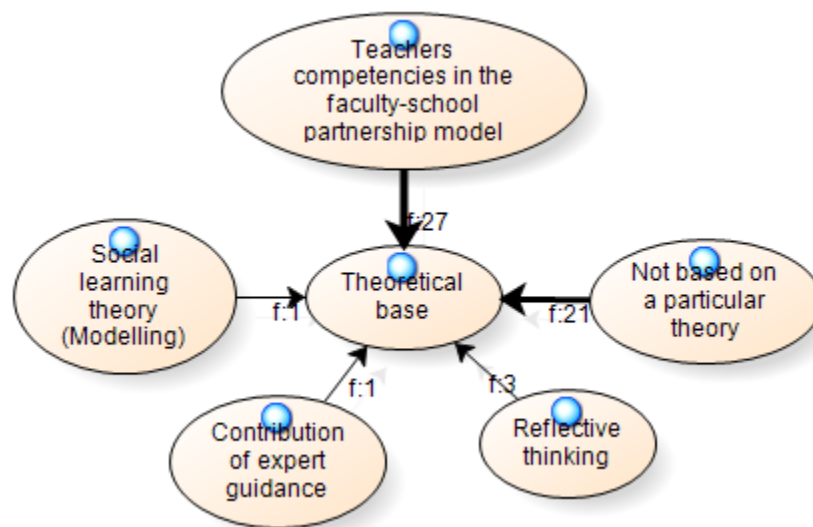 Teachers
competencies in the
faculty-school
partnership model
f:27
Social
learning
theory
(Modelling)
f:1
Theoretical
base
Not based on
a particular
theory
f:21
f:1
f:3
Contribution
of expert
guidance
Reflective
thinking